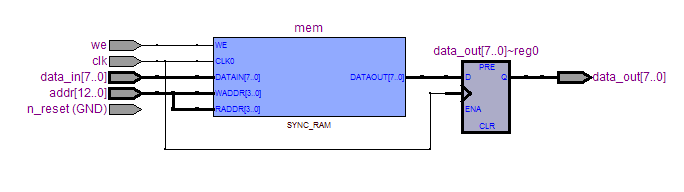 mem
we
clk
data_in[7..0]
addr[12..0]
n_reset (GND)
WE
CLK0
DATAIN[7..0]
WADDR[3..0]
RADDR[3..0]
DATAOUT[7..0]
SYNC_RAM
data_out[7..0]~reg0
PRE
D
Q
ENA
CLR
data_out[7..0]